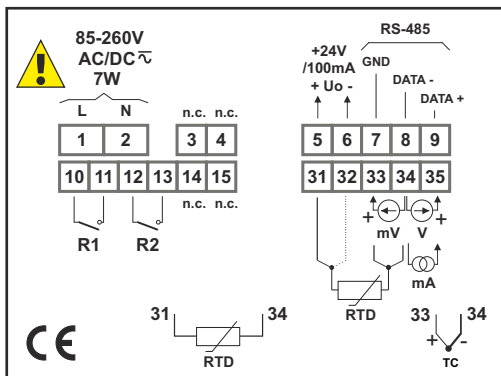 85-260V
AC/DC
7W
L N
n.c. n.c.
1 2 3 4
10 11 12 13 14 15
n.c. n.c.
R1 R2
RS-485
+24V
/100mA
GND
+ Uo -
DATA -
DATA +
5 6 7 8 9
31 32 33 34 35
+ +
mV V
mA
RTD
31 34
RTD
33 34
+ -
TC
CE